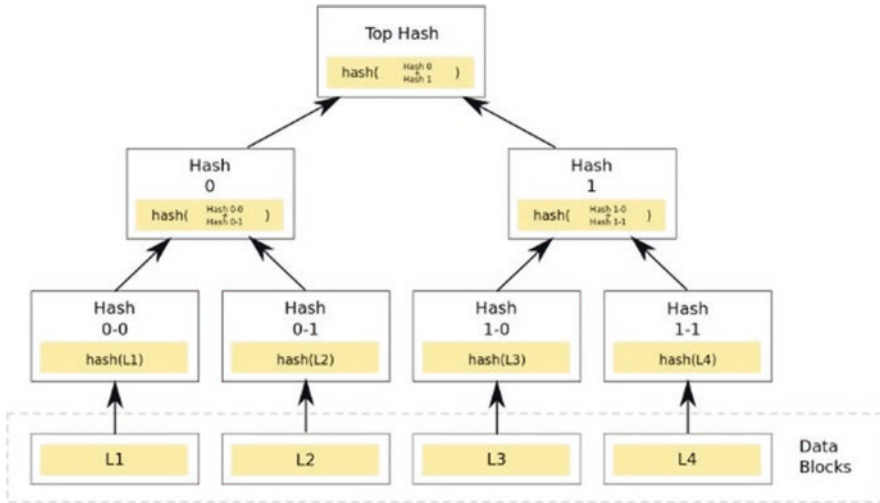 Top Hash
hash( Hash 0
+
Hash 1 )
Hash
0
hash( Hash 0-0
+
Hash 0-1 )
Hash
1
hash( Hash 1-0
+
Hash 1-1 )
Hash
0-0
hash(L1)
Hash
0-1
hash(L2)
Hash
1-0
hash(L3)
Hash
1-1
hash(L4)
L1
L2
L3
L4
Data
Blocks